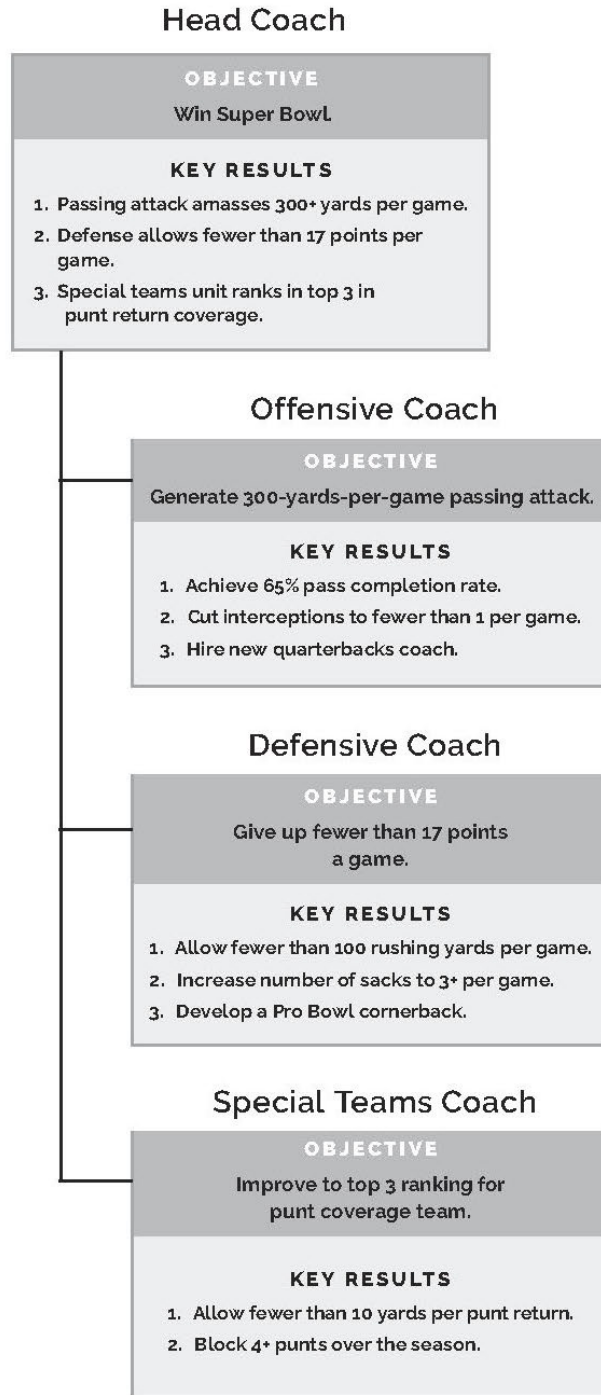 Head Coach
OBJECTIVE
Win Super Bowl.
KEY RESULTS
1. Passing attack amasses 300+ yards per game.
2. Defense allows fewer than 17 points per
game.
3. Special teams unit ranks in top 3 in
punt return coverage.
Offensive Coach
OBJECTIVE
Generate 300-yards-per-game passing attack.
KEY RESULTS
1. Achieve 65% pass completion rate.
2. Cut interceptions to fewer than 1 per game.
3. Hire new quarterbacks coach.
Defensive Coach
OBJECTIVE
Give up fewer than 17 points
a game.
KEY RESULTS
1. Allow fewer than 100 rushing yards per game.
2. Increase number of sacks to 3+ per game.
3. Develop a Pro Bowl cornerback.
Special Teams Coach
OBJECTIVE
Improve to top 3 ranking for
punt coverage team.
KEY RESULTS
1. Allow fewer than 10 yards per punt return.
2. Block 4+ punts over the season.